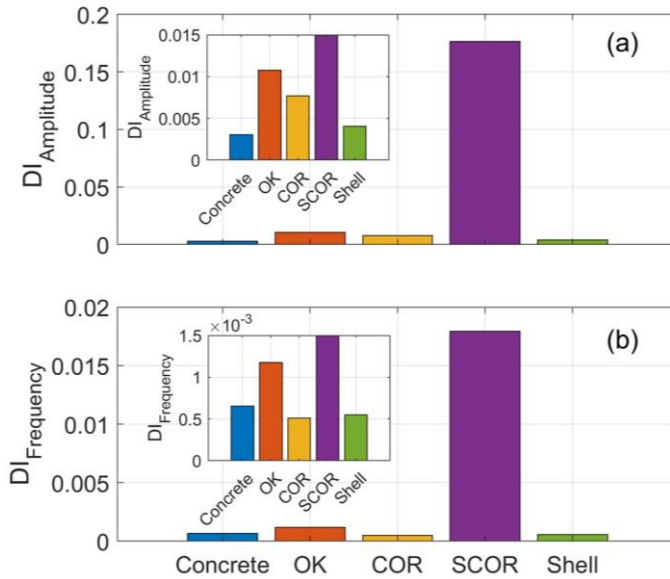 (a)
DI_Amplitude
0.2
0.15
0.1
0.05
0
DI_Amplitude
0.015
0.01
0.005
0
Concrete OK COR SCOR Shell
(b)
DI_Frequency
0.02
0.015
0.01
0.005
0
×10⁻³
DI_Frequency
1.5
1
0.5
0
Concrete OK COR SCOR Shell
Concrete OK COR SCOR Shell